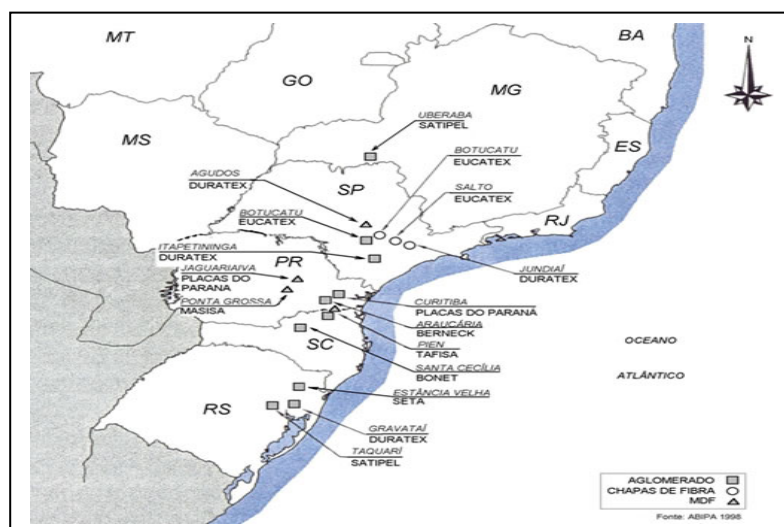 MT
BA
N
GO
MG
MS
UBERABA
SATIPEL
ES
BOTUCATU
EUCATEX
AGUDOS
DURATEX
SP
SALTO
EUCATEX
BOTUCATU
EUCATEX
RJ
ITAPETININGA
DURATEX
PR
JAGUARIAIVA
PLACAS DO
PARANA
JUNDIAÍ
DURATEX
PONTA GROSSA
MASISA
CURITIBA
PLACAS DO PARANÁ
ARAUCÁRIA
BERNECK
PIEN
TAFISA
OCEANO
ATLÂNTICO
SC
SANTA CECÍLIA
BONET
ESTÂNCIA VELHA
SETA
RS
GRAVATAÍ
DURATEX
TAQUARÍ
SATIPEL
AGLOMERADO
CHAPAS DE FIBRA
MDF
Fonte: ABIPA 1998